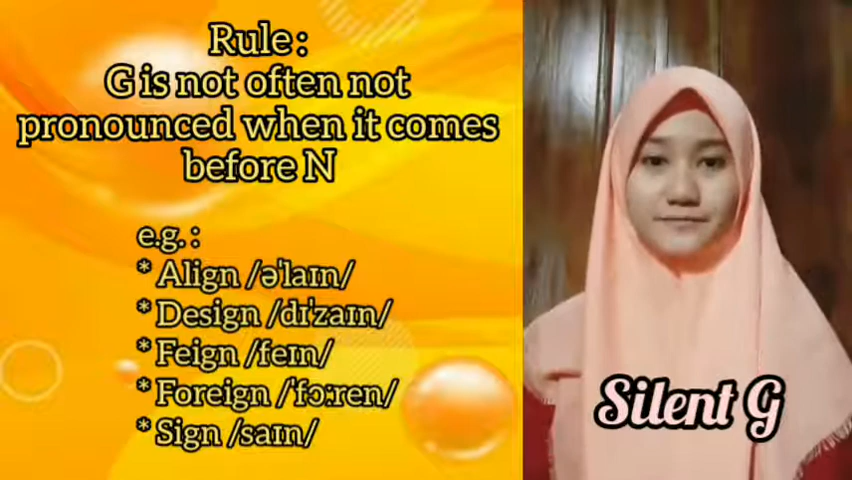 Rule :
G is not often not
pronounced when it comes
before N
e.g. :
* Align /əˈlaɪn/
* Design /dɪˈzaɪn/
* Feign /feɪn/
* Foreign /ˈfɔːren/
* Sign /saɪn/
Silent G